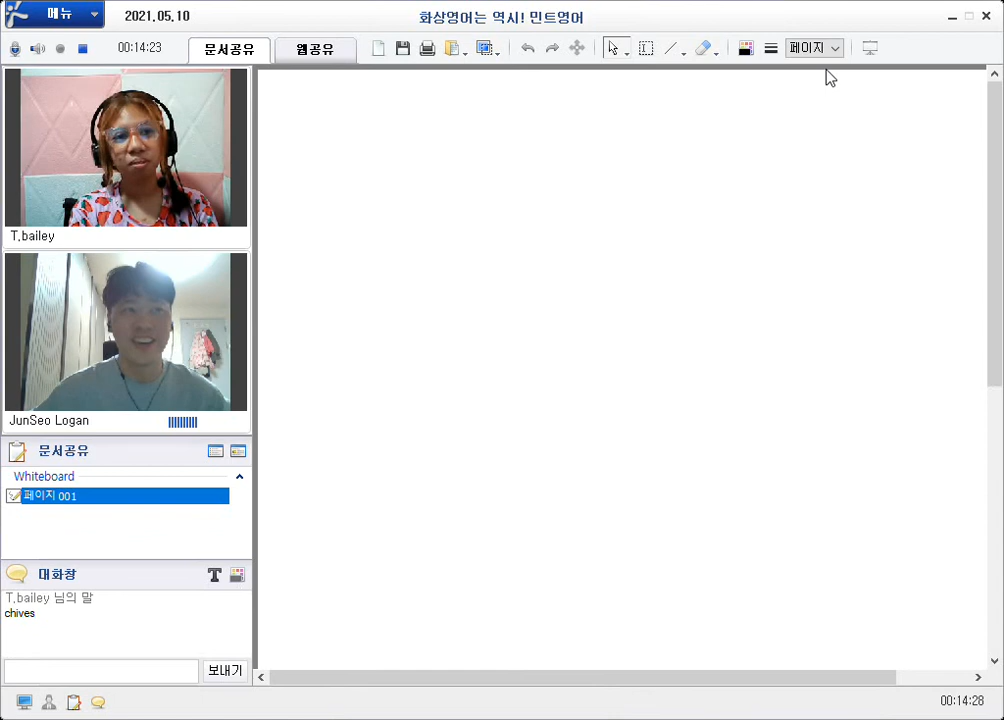 메뉴
2021.05.10
화상영어는 역시! 민트영어
00:14:23
문서공유
웹공유
페이지
T.bailey
JunSeo Logan
문서공유
Whiteboard
페이지 001
대화창
T.bailey 님의 말
chives
보내기
00:14:28